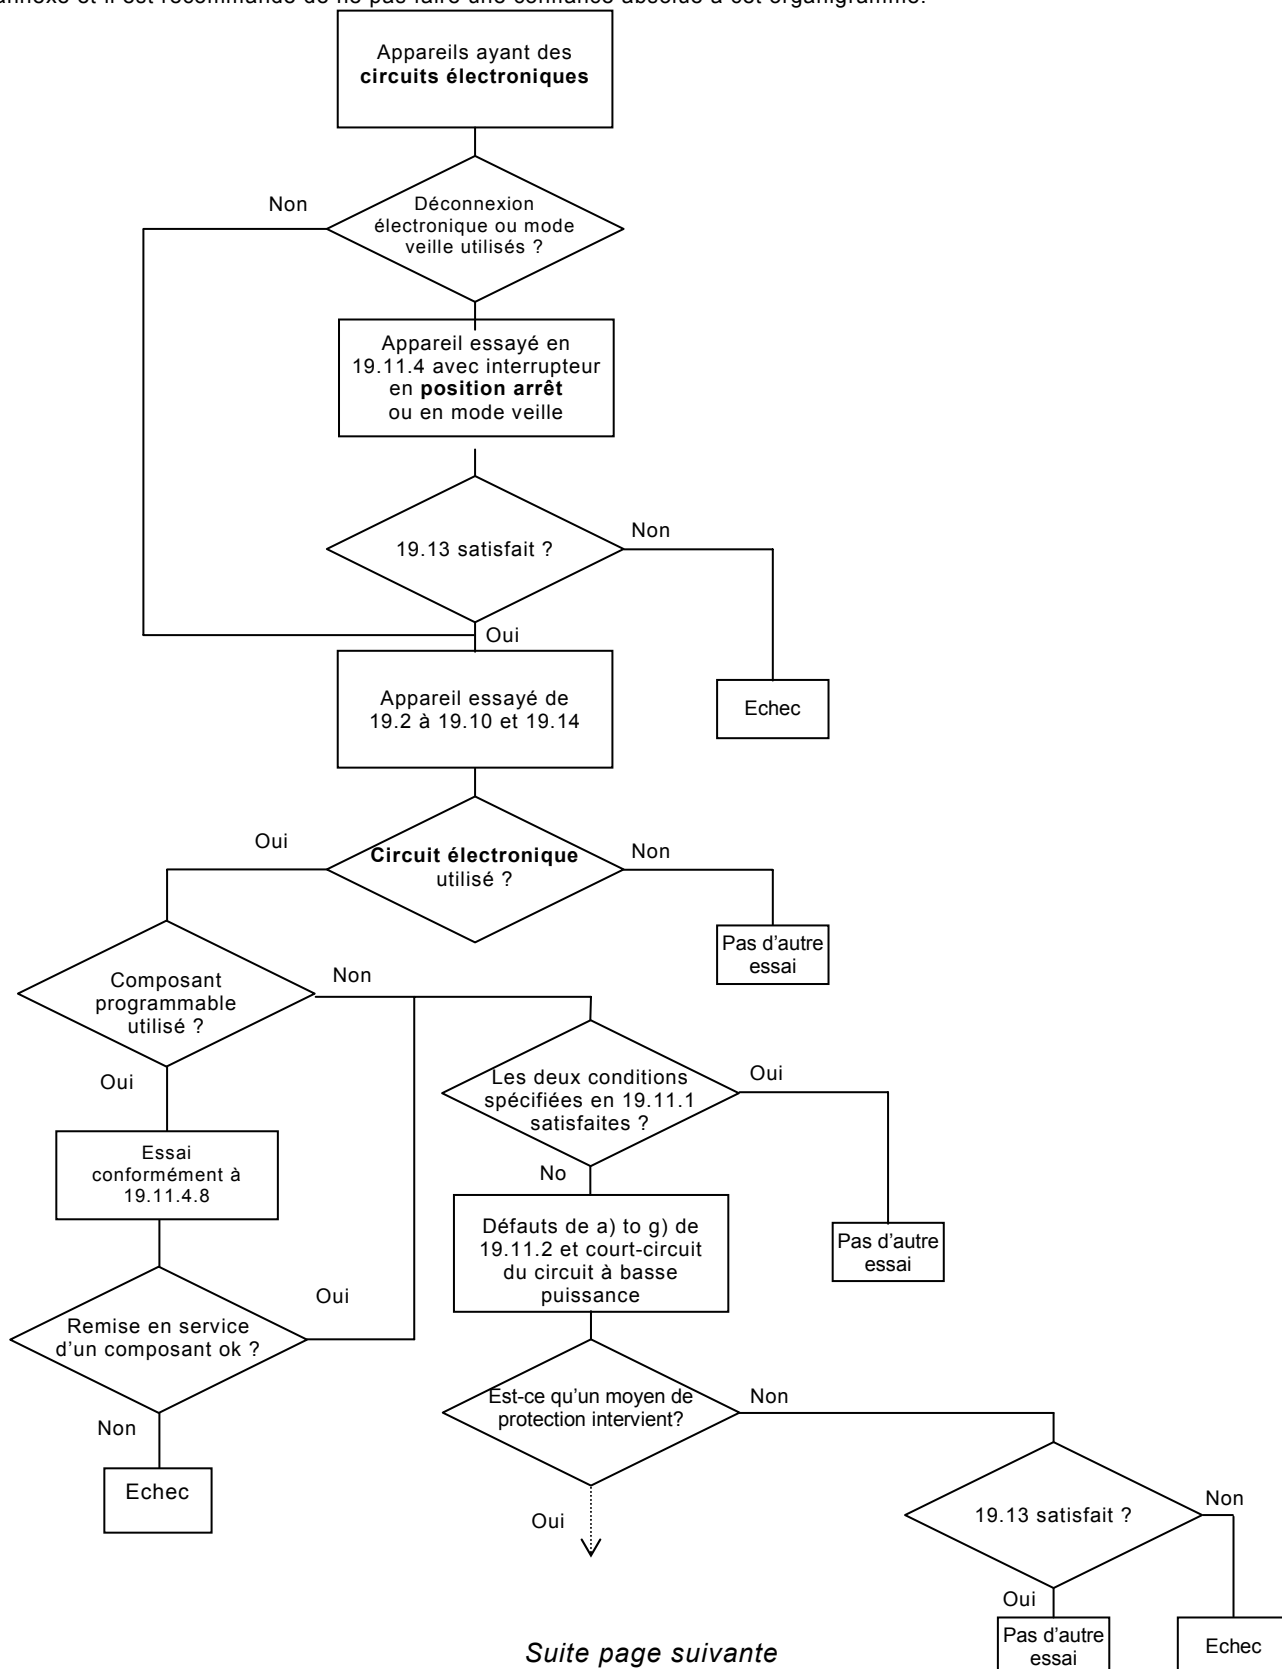 annexe et il est recommandé de ne pas faire une confiance absolue à cet organigramme.
Appareils ayant des
circuits électroniques
Non
Déconnexion
électronique ou mode
veille utilisés ?
Appareil essayé en
19.11.4 avec interrupteur
en position arrêt
ou en mode veille
Non
19.13 satisfait ?
Oui
Appareil essayé de
19.2 à 19.10 et 19.14
Echec
Oui
Circuit électronique
utilisé ?
Non
Pas d'autre
essai
Composant
programmable
utilisé ?
Non
Oui
Les deux conditions
spécifiées en 19.11.1
satisfaites ?
Oui
Essai
conformément à
19.11.4.8
No
Défauts de a) to g) de
19.11.2 et court-circuit
du circuit à basse
puissance
Pas d'autre
essai
Oui
Remise en service
d'un composant ok ?
Non
Est-ce qu'un moyen de
protection intervient?
Non
Echec
Oui
19.13 satisfait ?
Non
Oui
Pas d'autre
essai
Echec
Suite page suivante